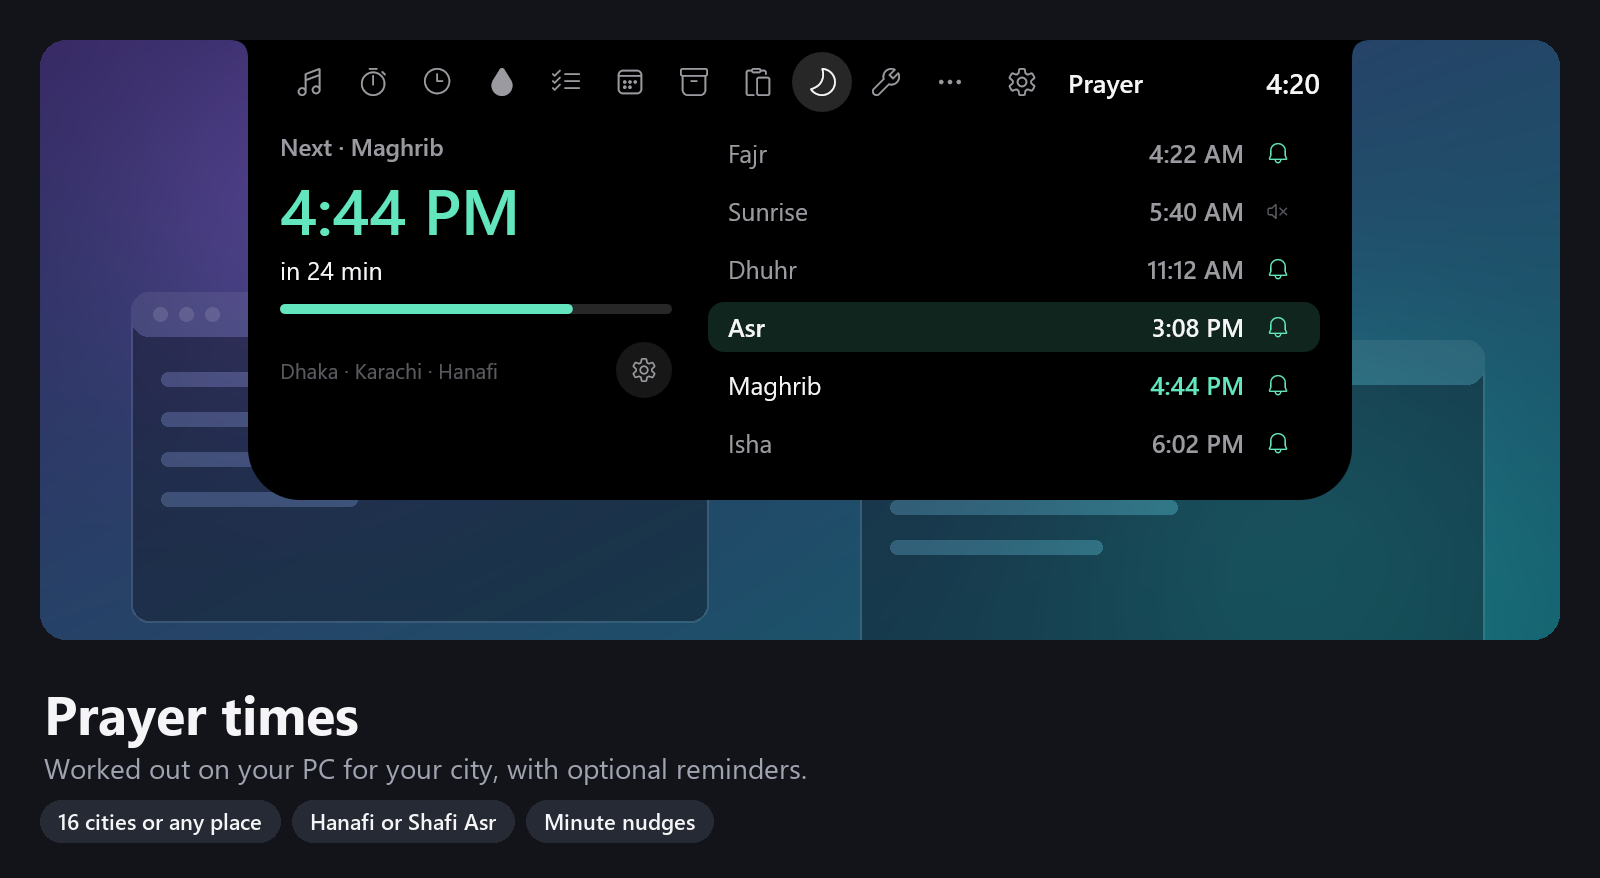 Prayer 4:20
Next · Maghrib
4:44 PM
in 24 min
Dhaka · Karachi · Hanafi
Fajr 4:22 AM
Sunrise 5:40 AM
Dhuhr 11:12 AM
Asr 3:08 PM
Maghrib 4:44 PM
Isha 6:02 PM
Prayer times
Worked out on your PC for your city, with optional reminders.
16 cities or any place Hanafi or Shafi Asr Minute nudges